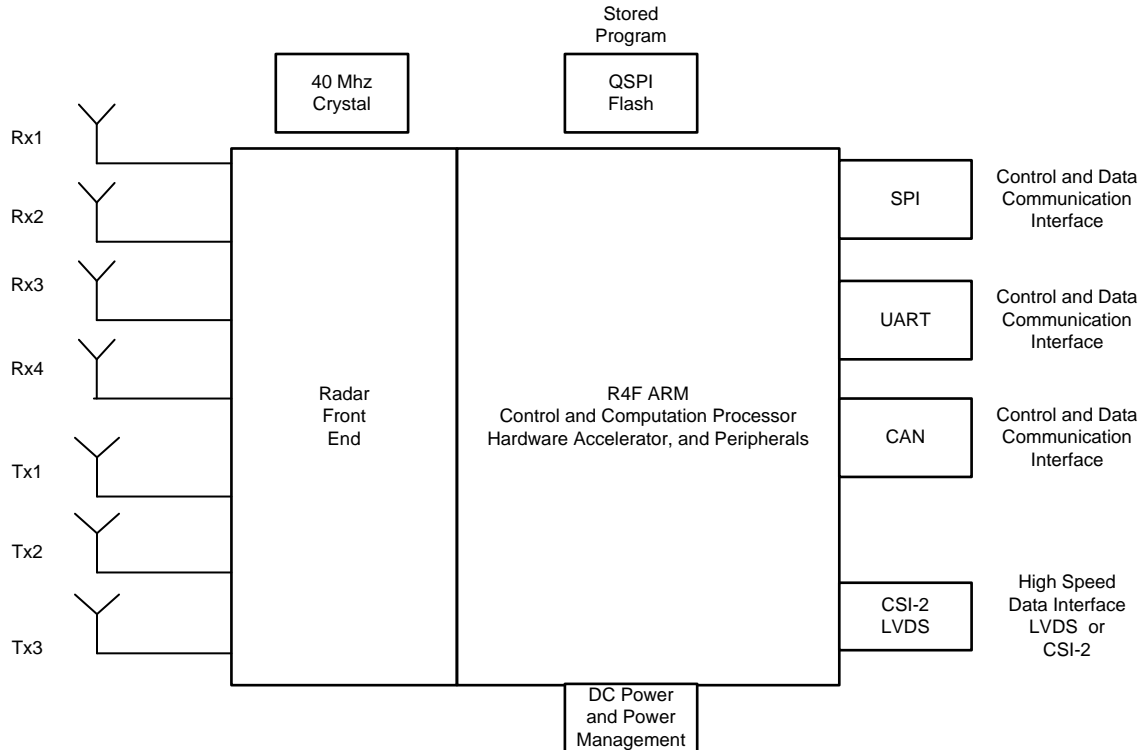 Stored
Program
40 Mhz
Crystal
QSPI
Flash
Rx1
Rx2
Rx3
Rx4
Tx1
Tx2
Tx3
Radar
Front
End
R4F ARM
Control and Computation Processor
Hardware Accelerator, and Peripherals
SPI
Control and Data
Communication
Interface
UART
Control and Data
Communication
Interface
CAN
Control and Data
Communication
Interface
CSI-2
LVDS
High Speed
Data Interface
LVDS or
CSI-2
DC Power
and Power
Management